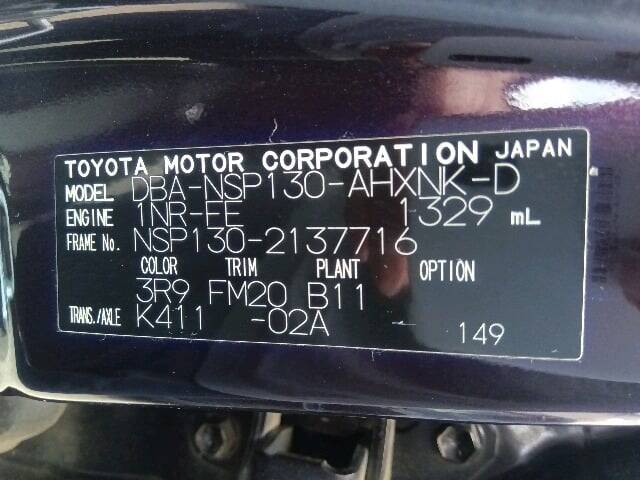 TOYOTA MOTOR CORPORATION JAPAN
MODEL DBA-NSP130-AHXNK-D
ENGINE 1NR-FE 1329 mL
FRAME No. NSP130-2137716
COLOR TRIM PLANT OPTION
3R9 FM20 B11
TRANS./AXLE K411 -02A 149